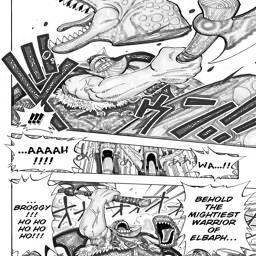 !!!
WA...!!
...AAAAH
!!!!
BEHOLD
THE
MIGHTIEST
WARRIOR
OF
ELBAPH...
...
BROGGY
!!!
HO HO
HO HO
HO!!!